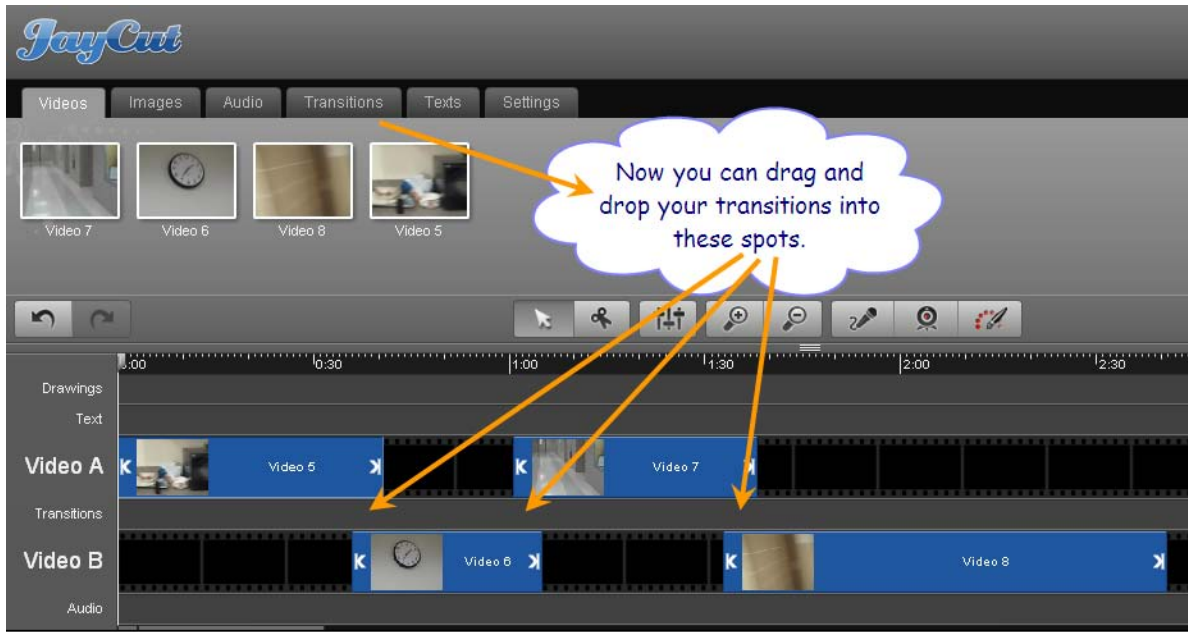 JayCut
Videos Images Audio Transitions Texts Settings
Now you can drag and
drop your transitions into
these spots.
Video 7 Video 6 Video 8 Video 5
0:00 0:30 1:00 1:30 2:00 2:30
Drawings
Text
Video A Video 5 Video 7
Transitions
Video B Video 6 Video 8
Audio